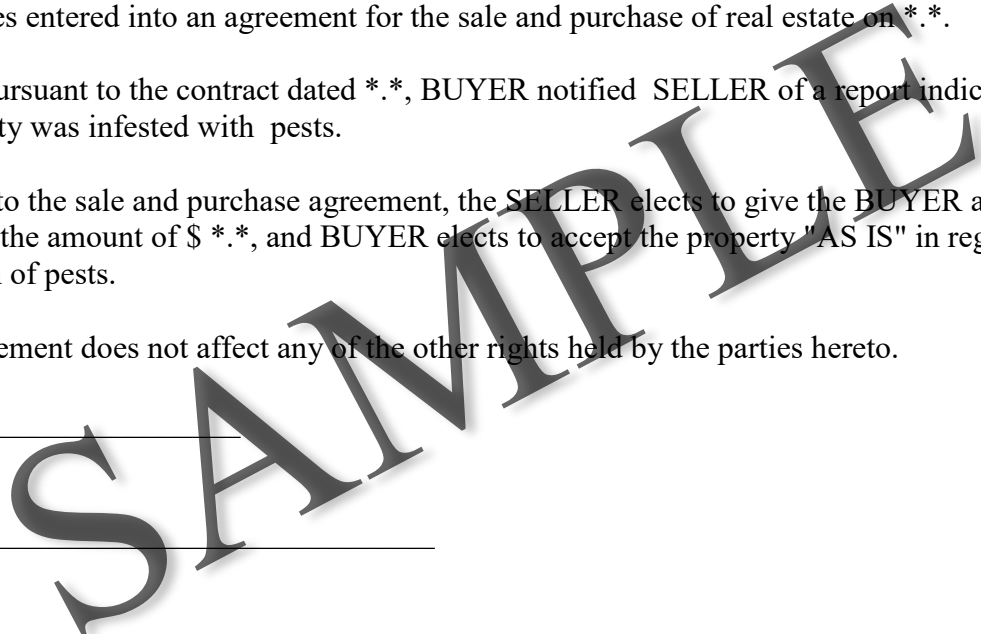 es entered into an agreement for the sale and purchase of real estate on *.*.
ursuant to the contract dated *.*, BUYER notified SELLER of a report indic
ty was infested with pests.
to the sale and purchase agreement, the SELLER elects to give the BUYER a
the amount of $ *.*, and BUYER elects to accept the property "AS IS" in reg
of pests.
ement does not affect any of the other rights held by the parties hereto.
SAMPLE